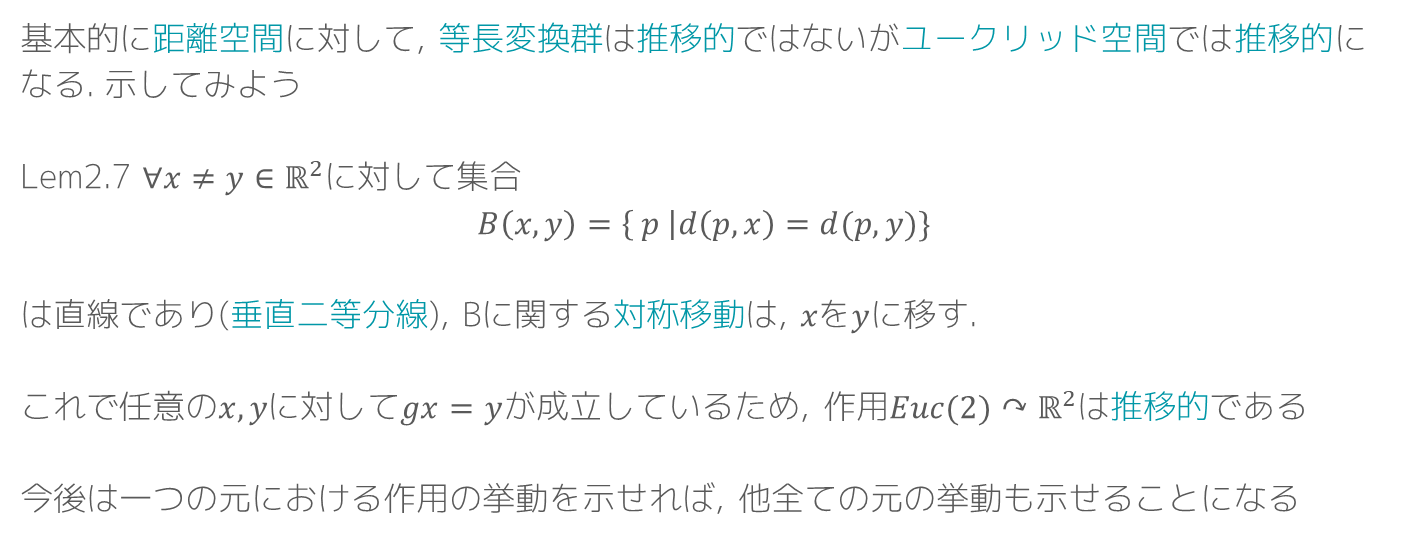 基本的に距離空間に対して, 等長変換群は推移的ではないがユークリッド空間では推移的に
なる. 示してみよう
Lem2.7 ∀x ≠ y ∈ ℝ²に対して集合
B(x, y) = { p |d(p, x) = d(p, y)}
は直線であり(垂直二等分線), Bに関する対称移動は, xをyに移す.
これで任意のx, yに対してgx = yが成立しているため, 作用Euc(2) ↷ ℝ²は推移的である
今後は一つの元における作用の挙動を示せれば, 他全ての元の挙動も示せることになる